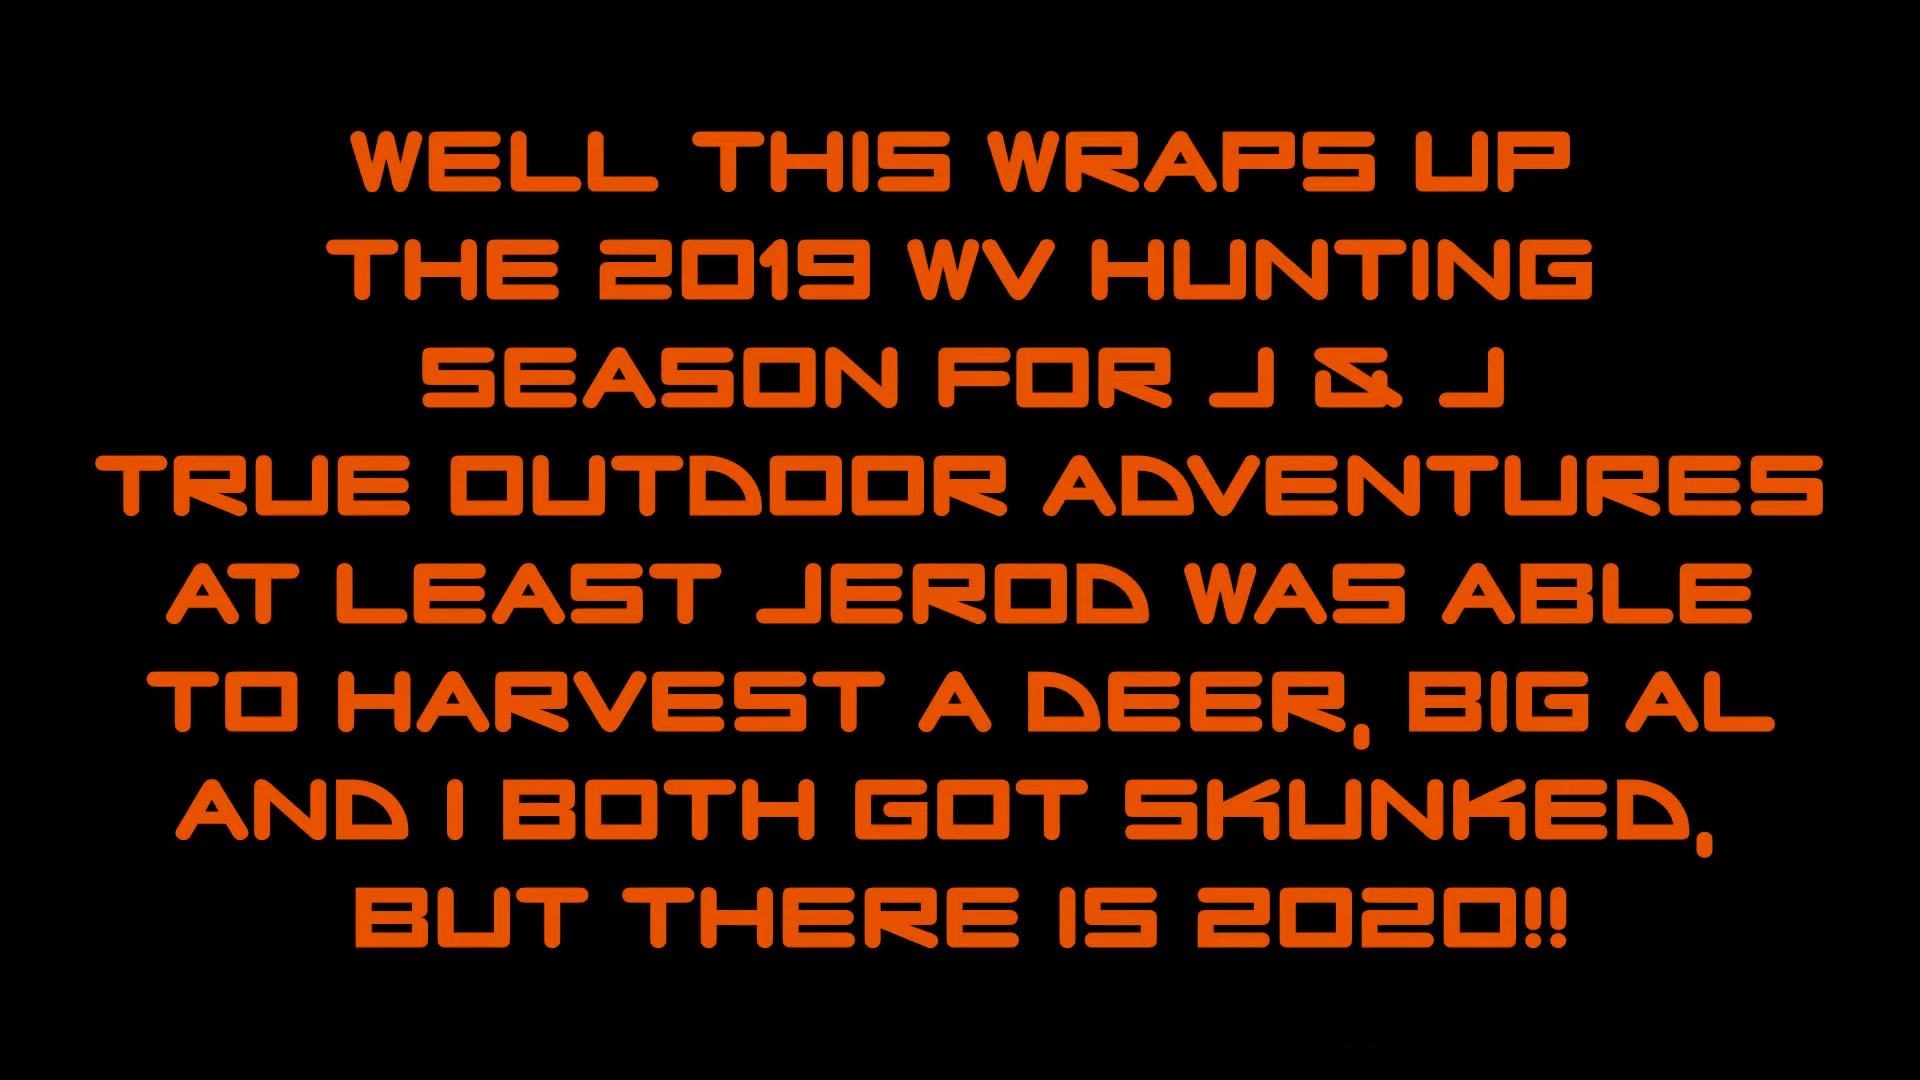 WELL THIS WRAPS UP
THE 2019 WV HUNTING
SEASON FOR J & J
TRUE OUTDOOR ADVENTURES
AT LEAST JEROD WAS ABLE
TO HARVEST A DEER, BIG AL
AND I BOTH GOT SKUNKED,
BUT THERE IS 2020!!